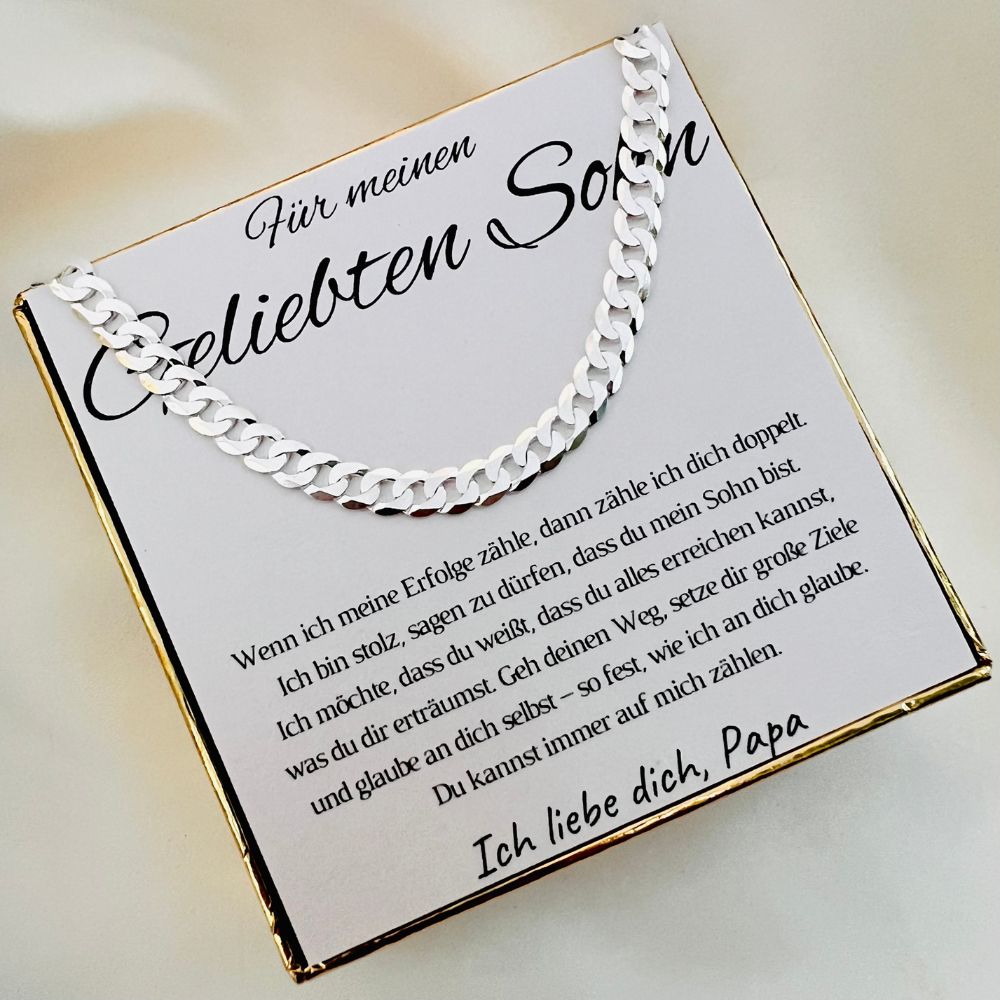 Für meinen
Geliebten Sohn
Wenn ich meine Erfolge zähle, dann zähle ich dich doppelt.
Ich bin stolz, sagen zu dürfen, dass du mein Sohn bist.
Ich möchte, dass du weißt, dass du alles erreichen kannst,
was du dir erträumst. Geh deinen Weg, setze dir große Ziele
und glaube an dich selbst – so fest, wie ich an dich glaube.
Du kannst immer auf mich zählen.
Ich liebe dich, Papa